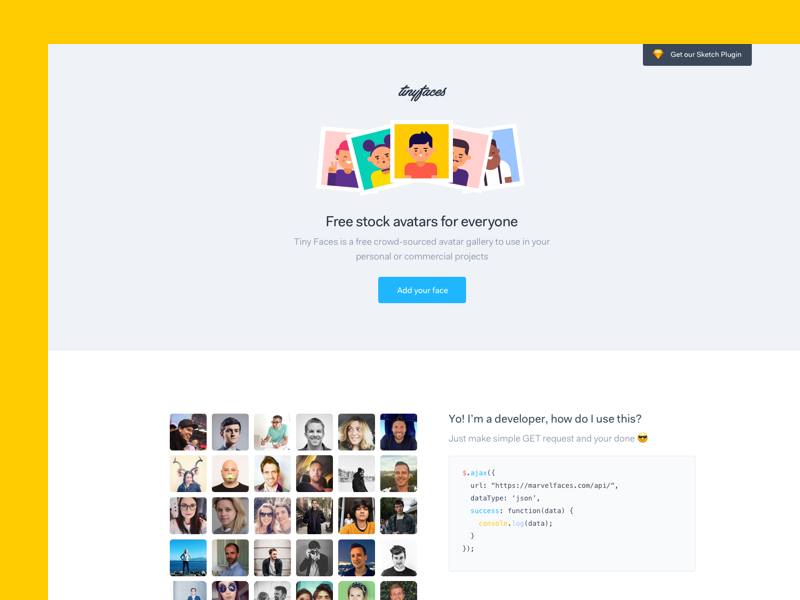 Get our Sketch Plugin
tinyfaces
Free stock avatars for everyone
Tiny Faces is a free crowd-sourced avatar gallery to use in your
personal or commercial projects
Add your face
Yo! I'm a developer, how do I use this?
Just make simple GET request and your done 😎
$.ajax({
url: "https://marvelfaces.com/api/",
dataType: 'json',
success: function(data) {
console.log(data);
}
});